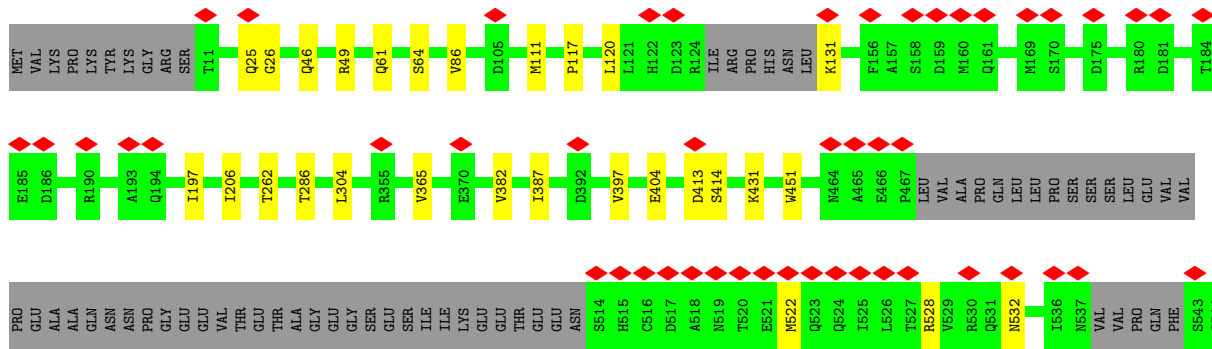 MET VAL LYS PRO LYS TYR LYS GLY ARG SER T11 Q25 G26 Q46 R49 Q61 S64 V86 D105 M111 P117 L120 L121 H122 D123 R124 ILE ARG PRO HIS ASN LEU K131 F156 A157 S158 D159 M160 Q161 M169 S170 D175 R180 D181 T184
E185 D186 R190 A193 Q194 I197 I206 T262 T286 L304 R355 V365 E370 V382 I387 D392 V397 E404 D413 S414 K431 W451 N464 A465 E466 P467 LEU VAL ALA PRO GLN LEU LEU PRO SER SER SER LEU GLU VAL VAL
PRO GLU ALA ALA GLN ASN ASN PRO GLY GLU GLU VAL THR GLU THR ALA GLY GLU GLY SER GLU SER ILE ILE LYS GLU GLU THR GLU GLU ASN S514 H515 C516 D517 A518 N519 T520 E521 M522 Q523 Q524 I525 L526 T527 R528 V529 R530 Q531 N532 I536 N537 VAL VAL PRO GLN PHE S543